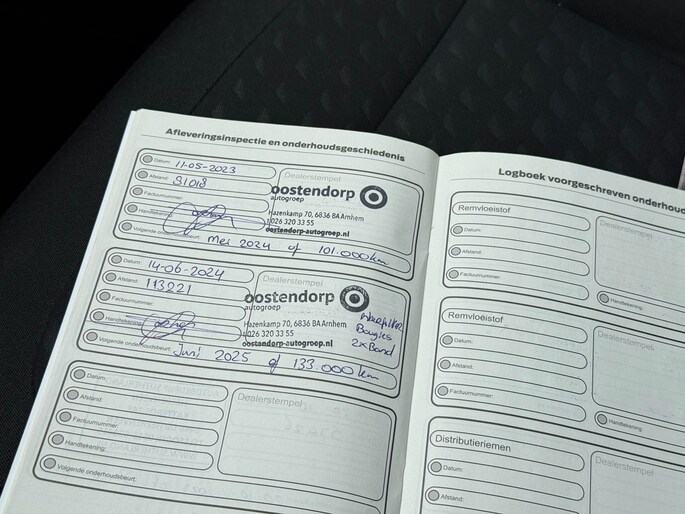 Afleveringsinspectie en onderhoudsgeschiedenis
Datum: 11-05-2023
Afstand: 81018
Factuurnummer:
Handtekening:
Volgende onderhoudsbeurt: Mei 2024 of 101.000km
Dealerstempel
oostendorp
autogroep
Hazenkamp 70, 6836 BA Arnhem
t 026 320 33 55
oostendorp-autogroep.nl
Datum: 14-06-2024
Afstand: 113221
Factuurnummer:
Handtekening:
Volgende onderhoudsbeurt: Juni 2025 of 133.000km
Dealerstempel
oostendorp
autogroep
Hazenkamp 70, 6836 BA Arnhem
t 026 320 33 55
oostendorp-autogroep.nl
Bougies
2x Band
Datum:
Afstand:
Factuurnummer:
Handtekening:
Volgende onderhoudsbeurt:
Dealerstempel
Logboek voorgeschreven onderhoud
Remvloeistof
Datum:
Afstand:
Factuurnummer:
Dealerstempel
Handtekening:
Remvloeistof
Datum:
Afstand:
Factuurnummer:
Dealerstempel
Handtekening:
Distributieriemen
Datum:
Afstand:
Dealerstempel